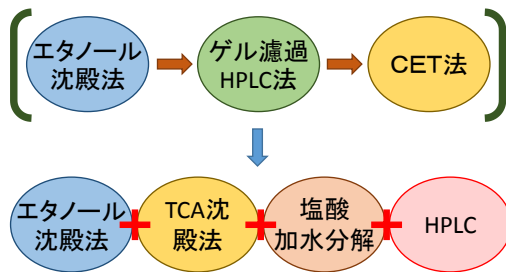 エタノール
沈殿法
ゲル濾過
HPLC法
CET法
エタノール
沈殿法
TCA沈
殿法
塩酸
加水分解
HPLC